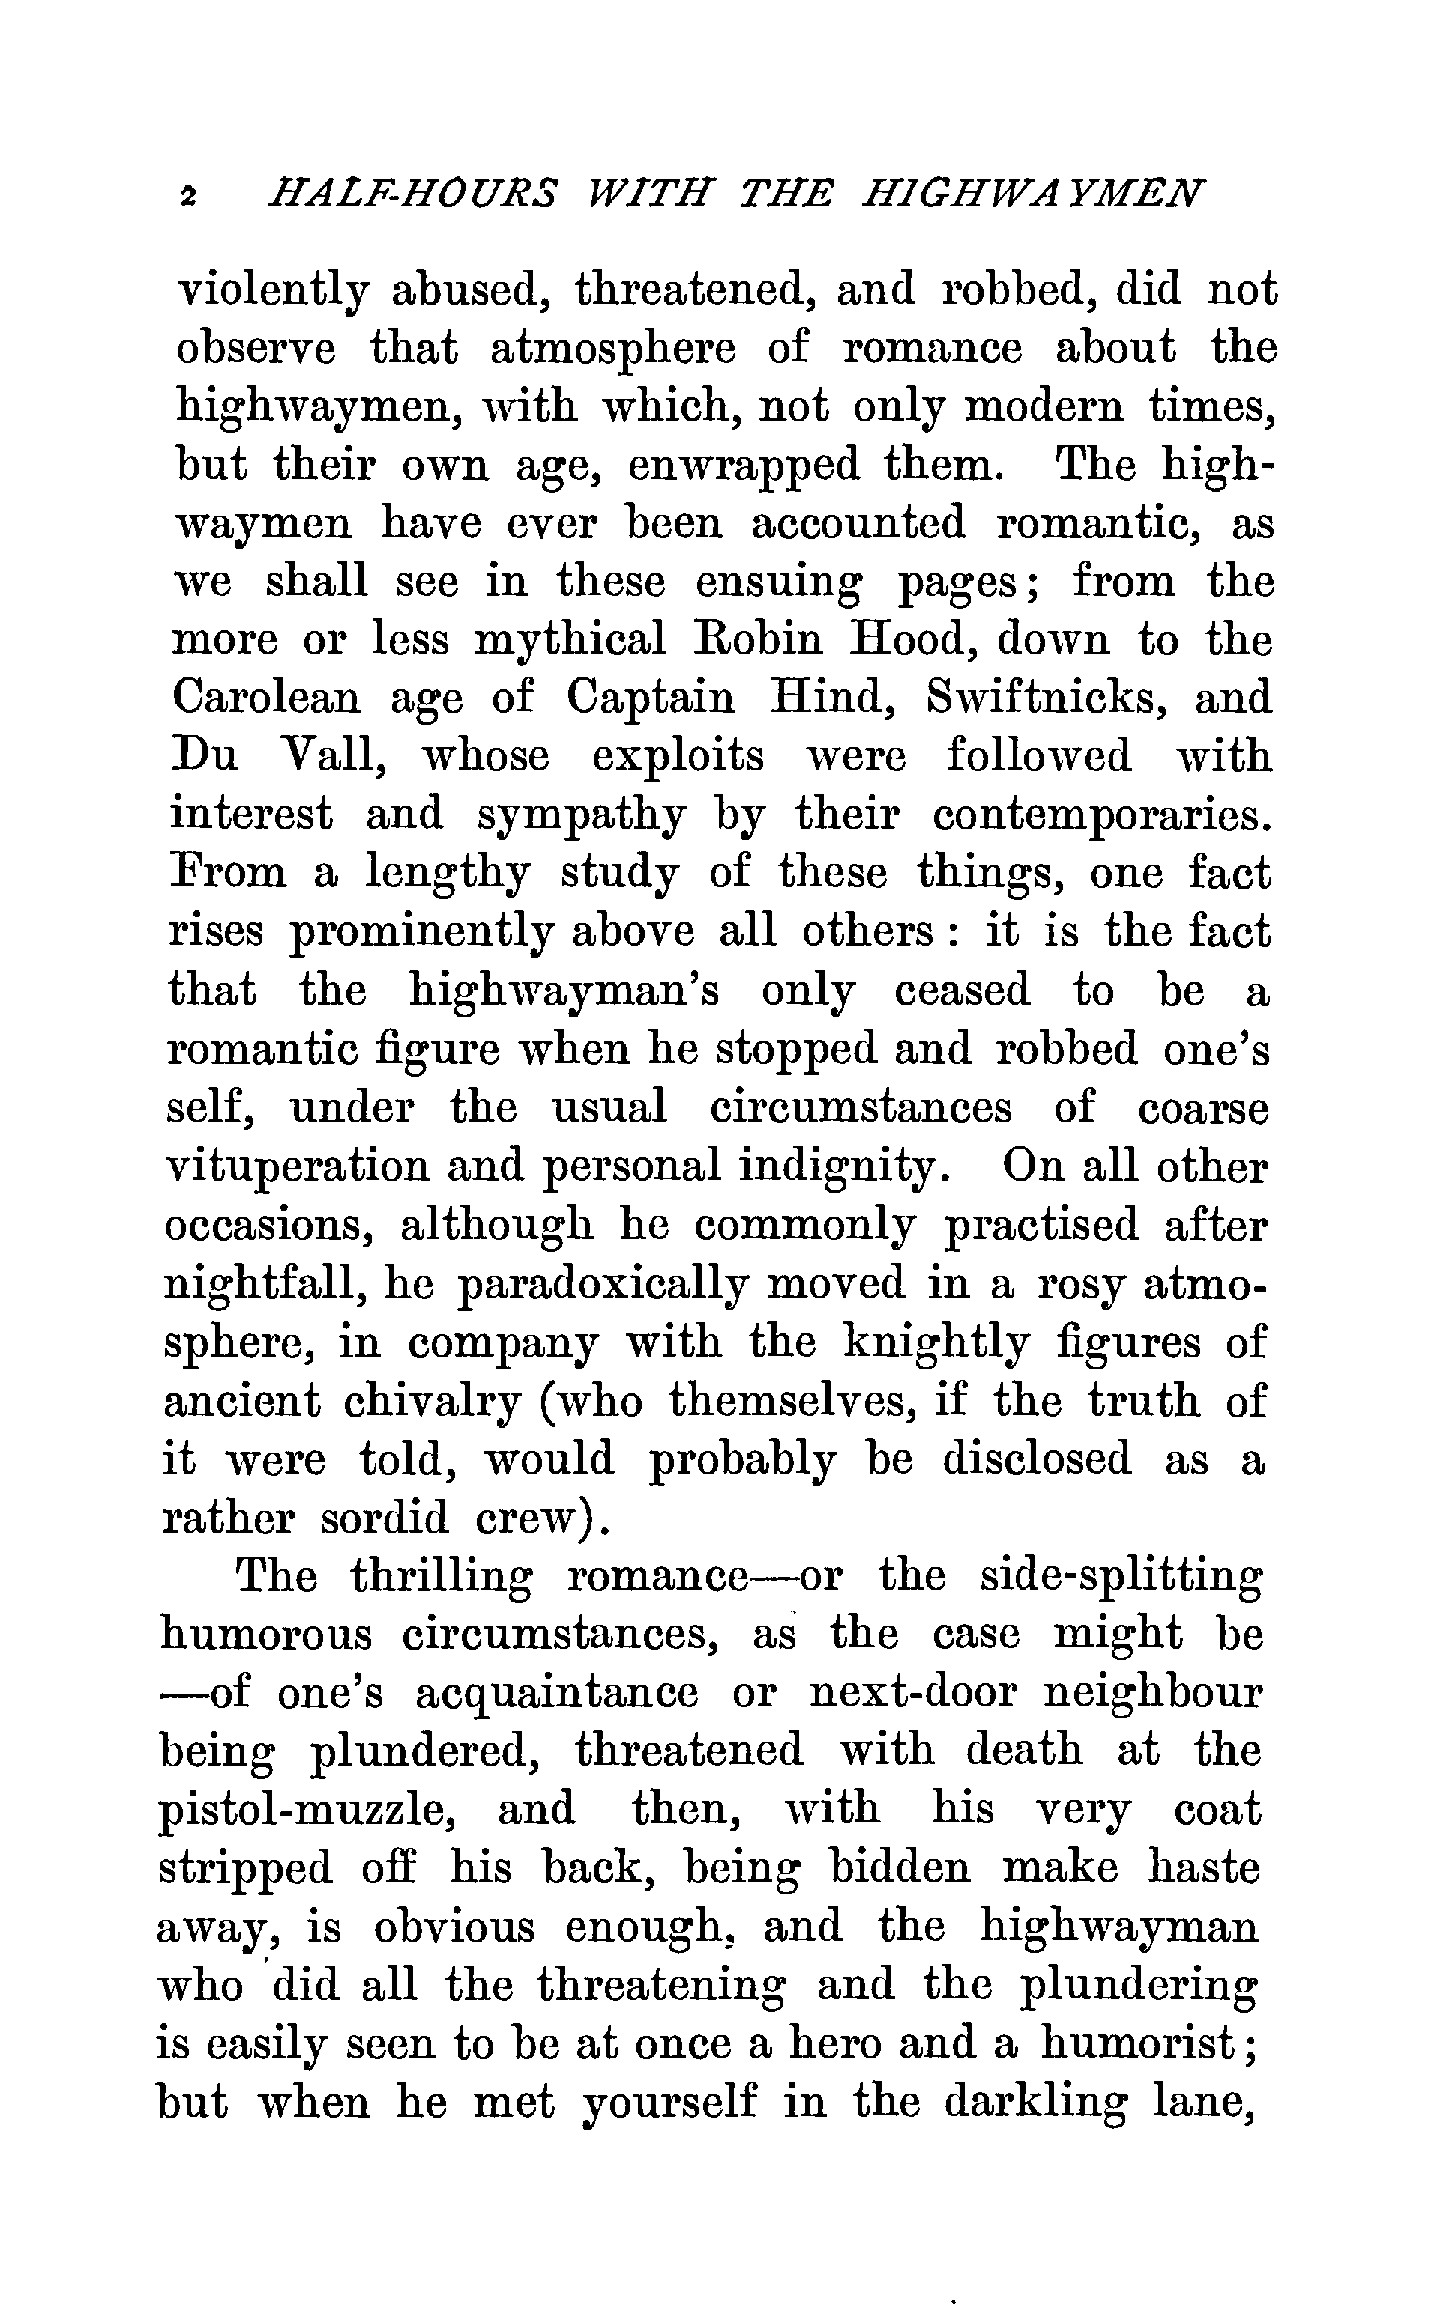 2 HALF-HOURS WITH THE HIGHWAYMEN
violently abused, threatened, and robbed, did not
observe that atmosphere of romance about the
highwaymen, with which, not only modern times,
but their own age, enwrapped them. The high-
waymen have ever been accounted romantic, as
we shall see in these ensuing pages; from the
more or less mythical Robin Hood, down to the
Carolean age of Captain Hind, Swiftnicks, and
Du Vall, whose exploits were followed with
interest and sympathy by their contemporaries.
From a lengthy study of these things, one fact
rises prominently above all others: it is the fact
that the highwayman's only ceased to be a
romantic figure when he stopped and robbed one's
self, under the usual circumstances of coarse
vituperation and personal indignity. On all other
occasions, although he commonly practised after
nightfall, he paradoxically moved in a rosy atmo-
sphere, in company with the knightly figures of
ancient chivalry (who themselves, if the truth of
it were told, would probably be disclosed as a
rather sordid crew).
The thrilling romance—or the side-splitting
humorous circumstances, as the case might be
—of one's acquaintance or next-door neighbour
being plundered, threatened with death at the
pistol-muzzle, and then, with his very coat
stripped off his back, being bidden make haste
away, is obvious enough, and the highwayman
who did all the threatening and the plundering
is easily seen to be at once a hero and a humorist;
but when he met yourself in the darkling lane,